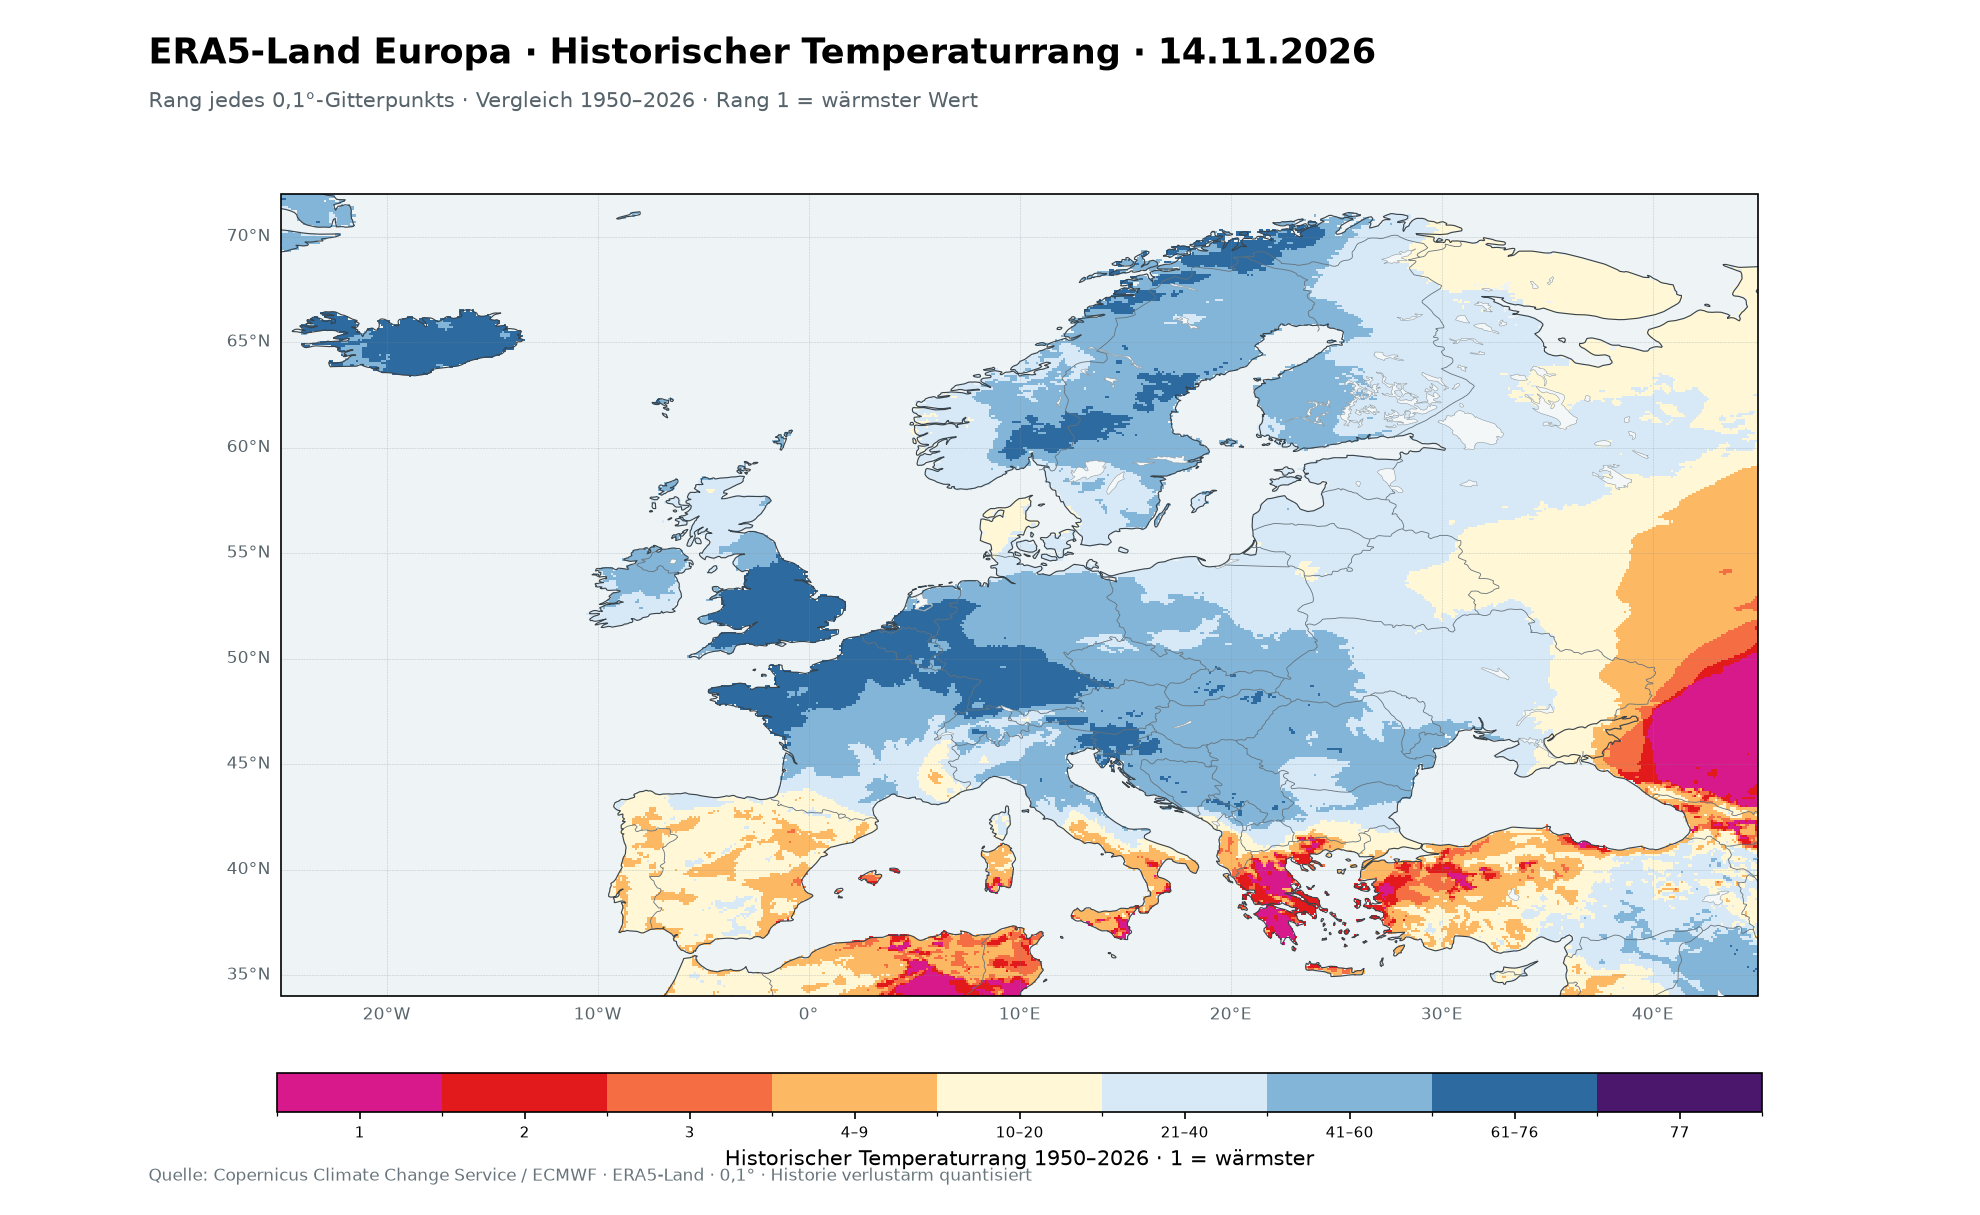 ERA5-Land Europa · Historischer Temperaturrang · 14.11.2026
Rang jedes 0,1°-Gitterpunkts · Vergleich 1950–2026 · Rang 1 = wärmster Wert
70°N
65°N
60°N
55°N
50°N
45°N
40°N
35°N
20°W 10°W 0° 10°E 20°E 30°E 40°E
1 2 3 4–9 10–20 21–40 41–60 61–76 77
Historischer Temperaturrang 1950–2026 · 1 = wärmster
Quelle: Copernicus Climate Change Service / ECMWF · ERA5-Land · 0,1° · Historie verlustarm quantisiert